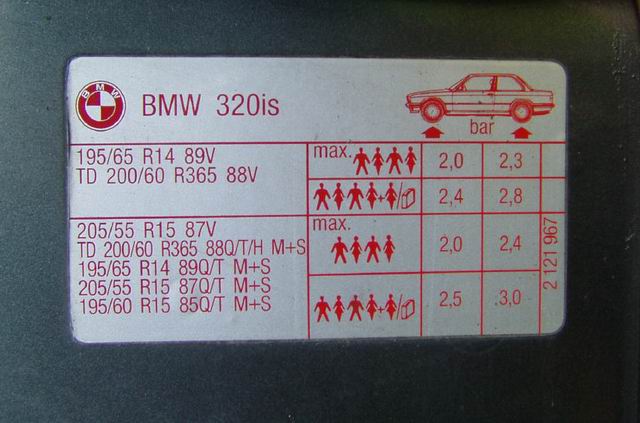 BMW
BMW 320is
bar
195/65 R14 89V
TD 200/60 R365 88V
max.
2,0 2,3
+ /
2,4 2,8
205/55 R15 87V
TD 200/60 R365 88Q/T/H M+S
195/65 R14 89Q/T M+S
205/55 R15 87Q/T M+S
195/60 R15 85Q/T M+S
max.
2,0 2,4
+ /
2,5 3,0
2 121 967